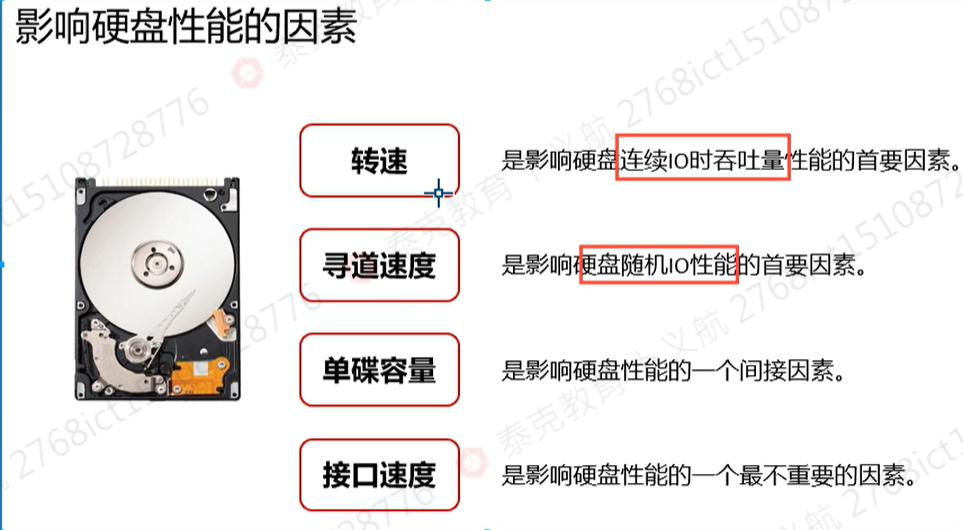 影响硬盘性能的因素
转速
是影响硬盘连续IO时吞吐量性能的首要因素。
寻道速度
是影响硬盘随机IO性能的首要因素。
单碟容量
是影响硬盘性能的一个间接因素。
接口速度
是影响硬盘性能的一个最不重要的因素。
泰克教育
义航 2768ict15108728776